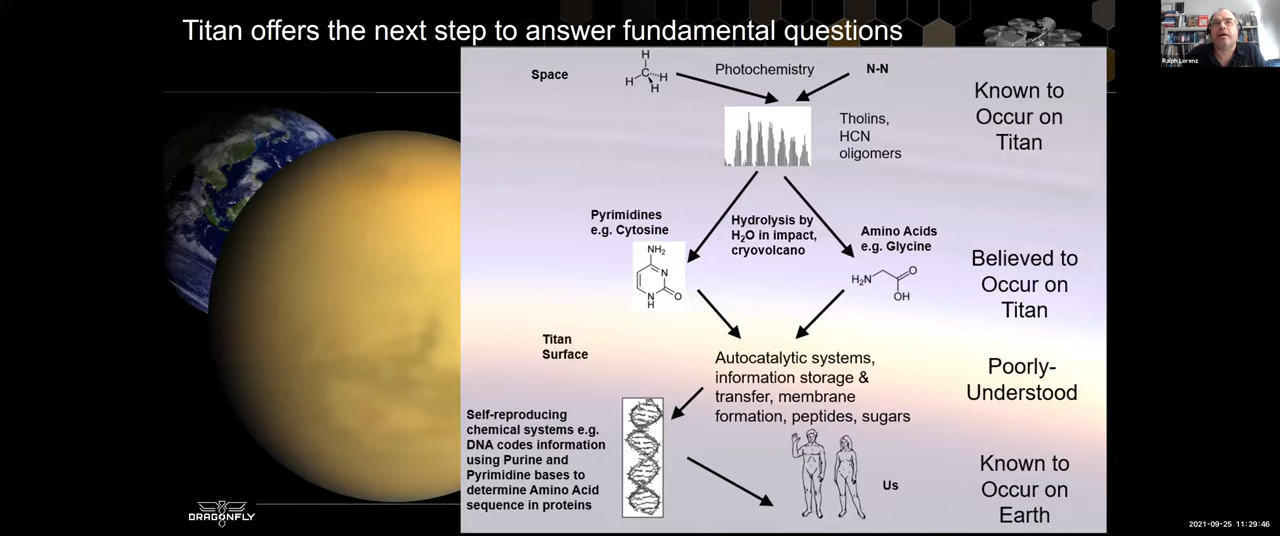 Titan offers the next step to answer fundamental questions
Ralph Lorenz
Space
H
C
H
H
H
Photochemistry
N-N
Known to
Occur on
Titan
Tholins,
HCN
oligomers
Pyrimidines
e.g. Cytosine
Hydrolysis by
H₂O in impact,
cryovolcano
Amino Acids
e.g. Glycine
NH₂
N
N
H
O
H₂N
O
OH
Believed to
Occur on
Titan
Titan
Surface
Autocatalytic systems,
information storage &
transfer, membrane
formation, peptides, sugars
Poorly-
Understood
Self-reproducing
chemical systems e.g.
DNA codes information
using Purine and
Pyrimidine bases to
determine Amino Acid
sequence in proteins
Us
Known to
Occur on
Earth
DRAGONFLY
2021-09-25 11:29:46